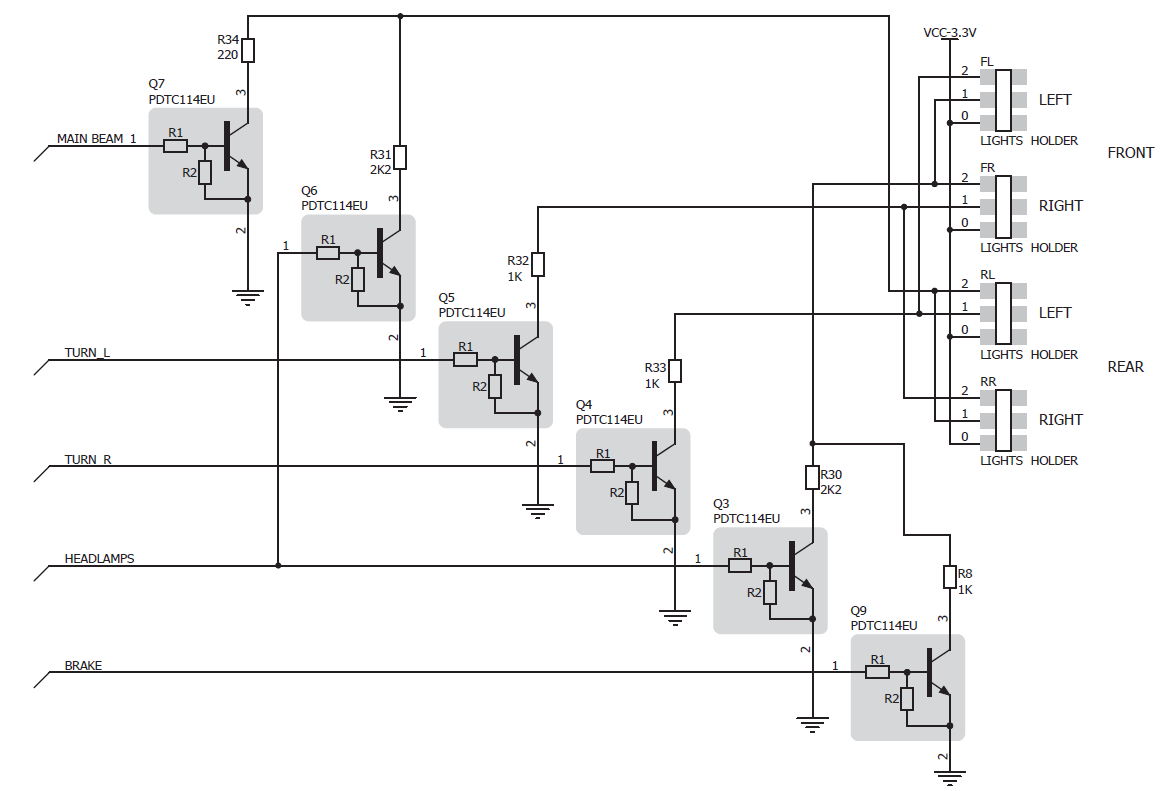 R34
220
VCC-3.3V
FL
2
1
0
LEFT
LIGHTS HOLDER
FRONT
Q7
PDTC114EU
3
MAIN BEAM 1
R1
R2
2
R31
2K2
Q6
PDTC114EU
3
1
R1
R2
2
FR
2
1
0
RIGHT
LIGHTS HOLDER
R32
1K
Q5
PDTC114EU
3
TURN_L
1
R1
R2
2
RL
2
1
0
LEFT
LIGHTS HOLDER
REAR
R33
1K
Q4
PDTC114EU
3
TURN_R
1
R1
R2
2
RR
2
1
0
RIGHT
LIGHTS HOLDER
R30
2K2
Q3
PDTC114EU
3
HEADLAMPS
1
R1
R2
2
R8
1K
Q9
PDTC114EU
3
BRAKE
1
R1
R2
2